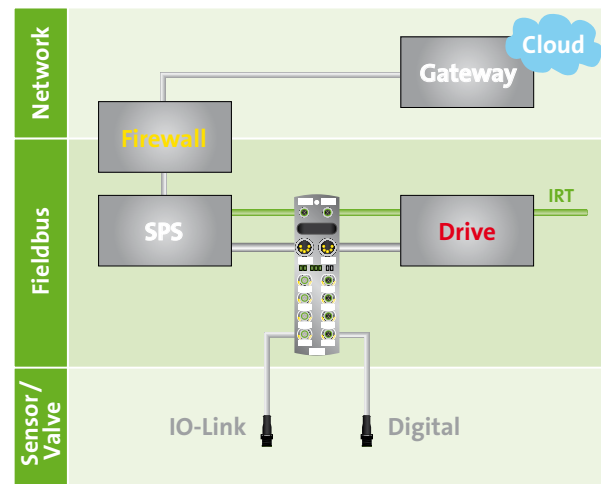 Network
Cloud
Gateway
Firewall
Fieldbus
IRT
SPS
Drive
Sensor/
Valve
IO-Link
Digital